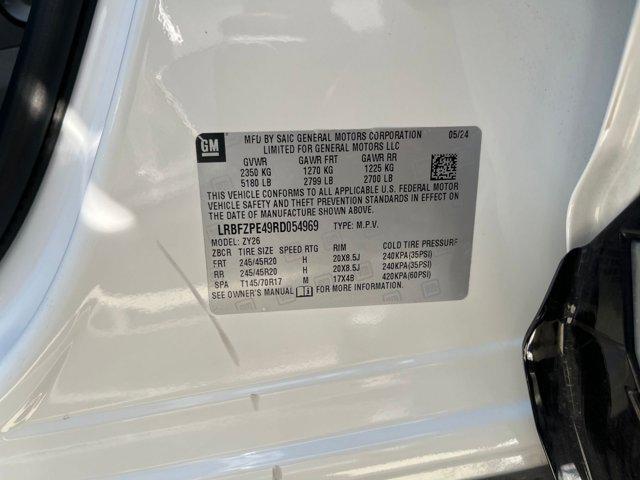 GM
MFD BY SAIC GENERAL MOTORS CORPORATION 05/24
LIMITED FOR GENERAL MOTORS LLC
GVWR GAWR FRT GAWR RR
2350 KG 1270 KG 1225 KG
5180 LB 2799 LB 2700 LB
THIS VEHICLE CONFORMS TO ALL APPLICABLE U.S. FEDERAL MOTOR
VEHICLE SAFETY AND THEFT PREVENTION STANDARDS IN EFFECT ON
THE DATE OF MANUFACTURE SHOWN ABOVE.
LRBFZPE49RD054969 TYPE: M.P.V.
MODEL: ZY26
ZBCR TIRE SIZE SPEED RTG RIM COLD TIRE PRESSURE
FRT 245/45R20 H 20X8.5J 240KPA(35PSI)
RR 245/45R20 H 20X8.5J 240KPA(35PSI)
SPA T145/70R17 M 17X4B 420KPA(60PSI)
SEE OWNER'S MANUAL FOR MORE INFORMATION.